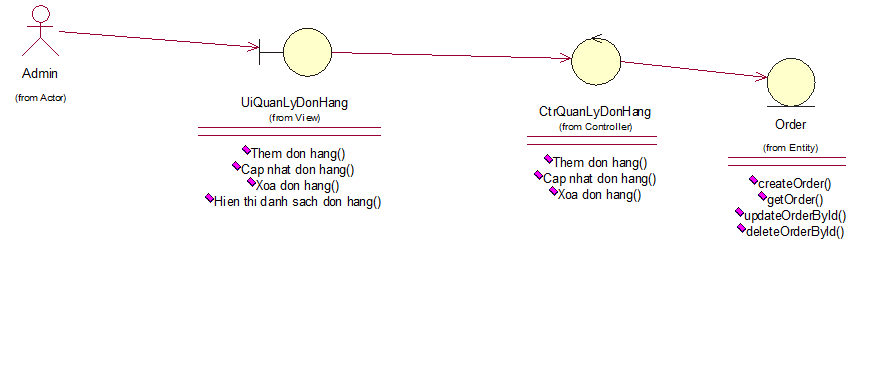 Admin
(from Actor)
UiQuanLyDonHang
(from View)
Them don hang()
Cap nhat don hang()
Xoa don hang()
Hien thi danh sach don hang()
CtrQuanLyDonHang
(from Controller)
Them don hang()
Cap nhat don hang()
Xoa don hang()
Order
(from Entity)
createOrder()
getOrder()
updateOrderById()
deleteOrderById()